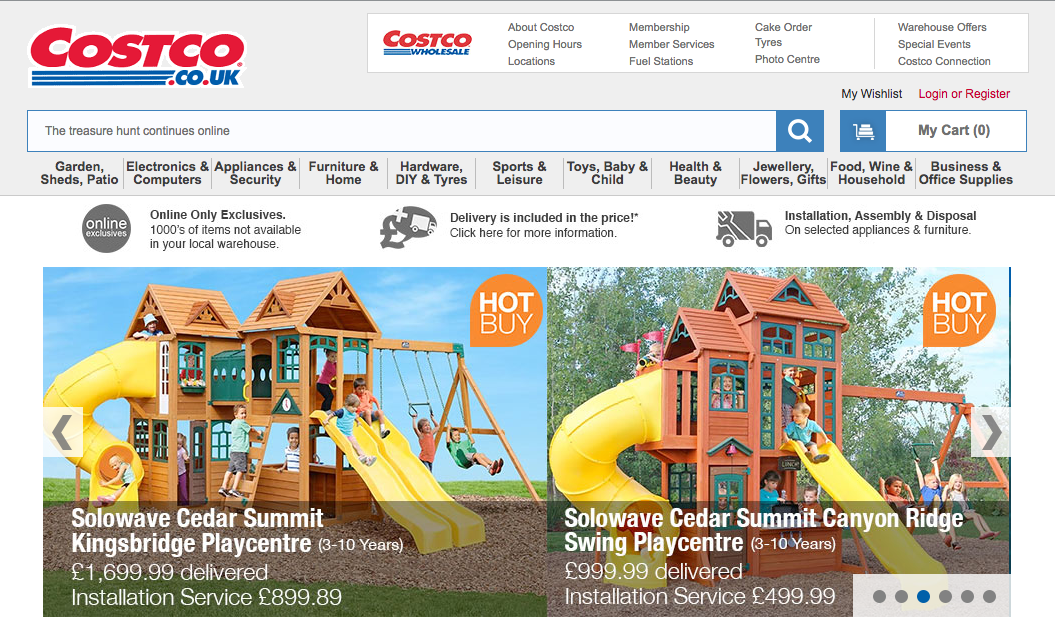 COSTCO
.CO.UK
COSTCO
WHOLESALE
About Costco
Opening Hours
Locations
Membership
Member Services
Fuel Stations
Cake Order
Tyres
Photo Centre
Warehouse Offers
Special Events
Costco Connection
My Wishlist
Login or Register
The treasure hunt continues online
My Cart (0)
Garden,
Sheds, Patio
Electronics &
Computers
Appliances &
Security
Furniture &
Home
Hardware,
DIY & Tyres
Sports &
Leisure
Toys, Baby &
Child
Health &
Beauty
Jewellery,
Flowers, Gifts
Food, Wine &
Household
Business &
Office Supplies
online
exclusives
Online Only Exclusives.
1000's of items not available
in your local warehouse.
£
Delivery is included in the price!*
Click here for more information.
Installation, Assembly & Disposal
On selected appliances & furniture.
HOT
BUY
Solowave Cedar Summit
Kingsbridge Playcentre (3-10 Years)
£1,699.99 delivered
Installation Service £899.89
HOT
BUY
LUNCH
Solowave Cedar Summit Canyon Ridge
Swing Playcentre (3-10 Years)
£999.99 delivered
Installation Service £499.99